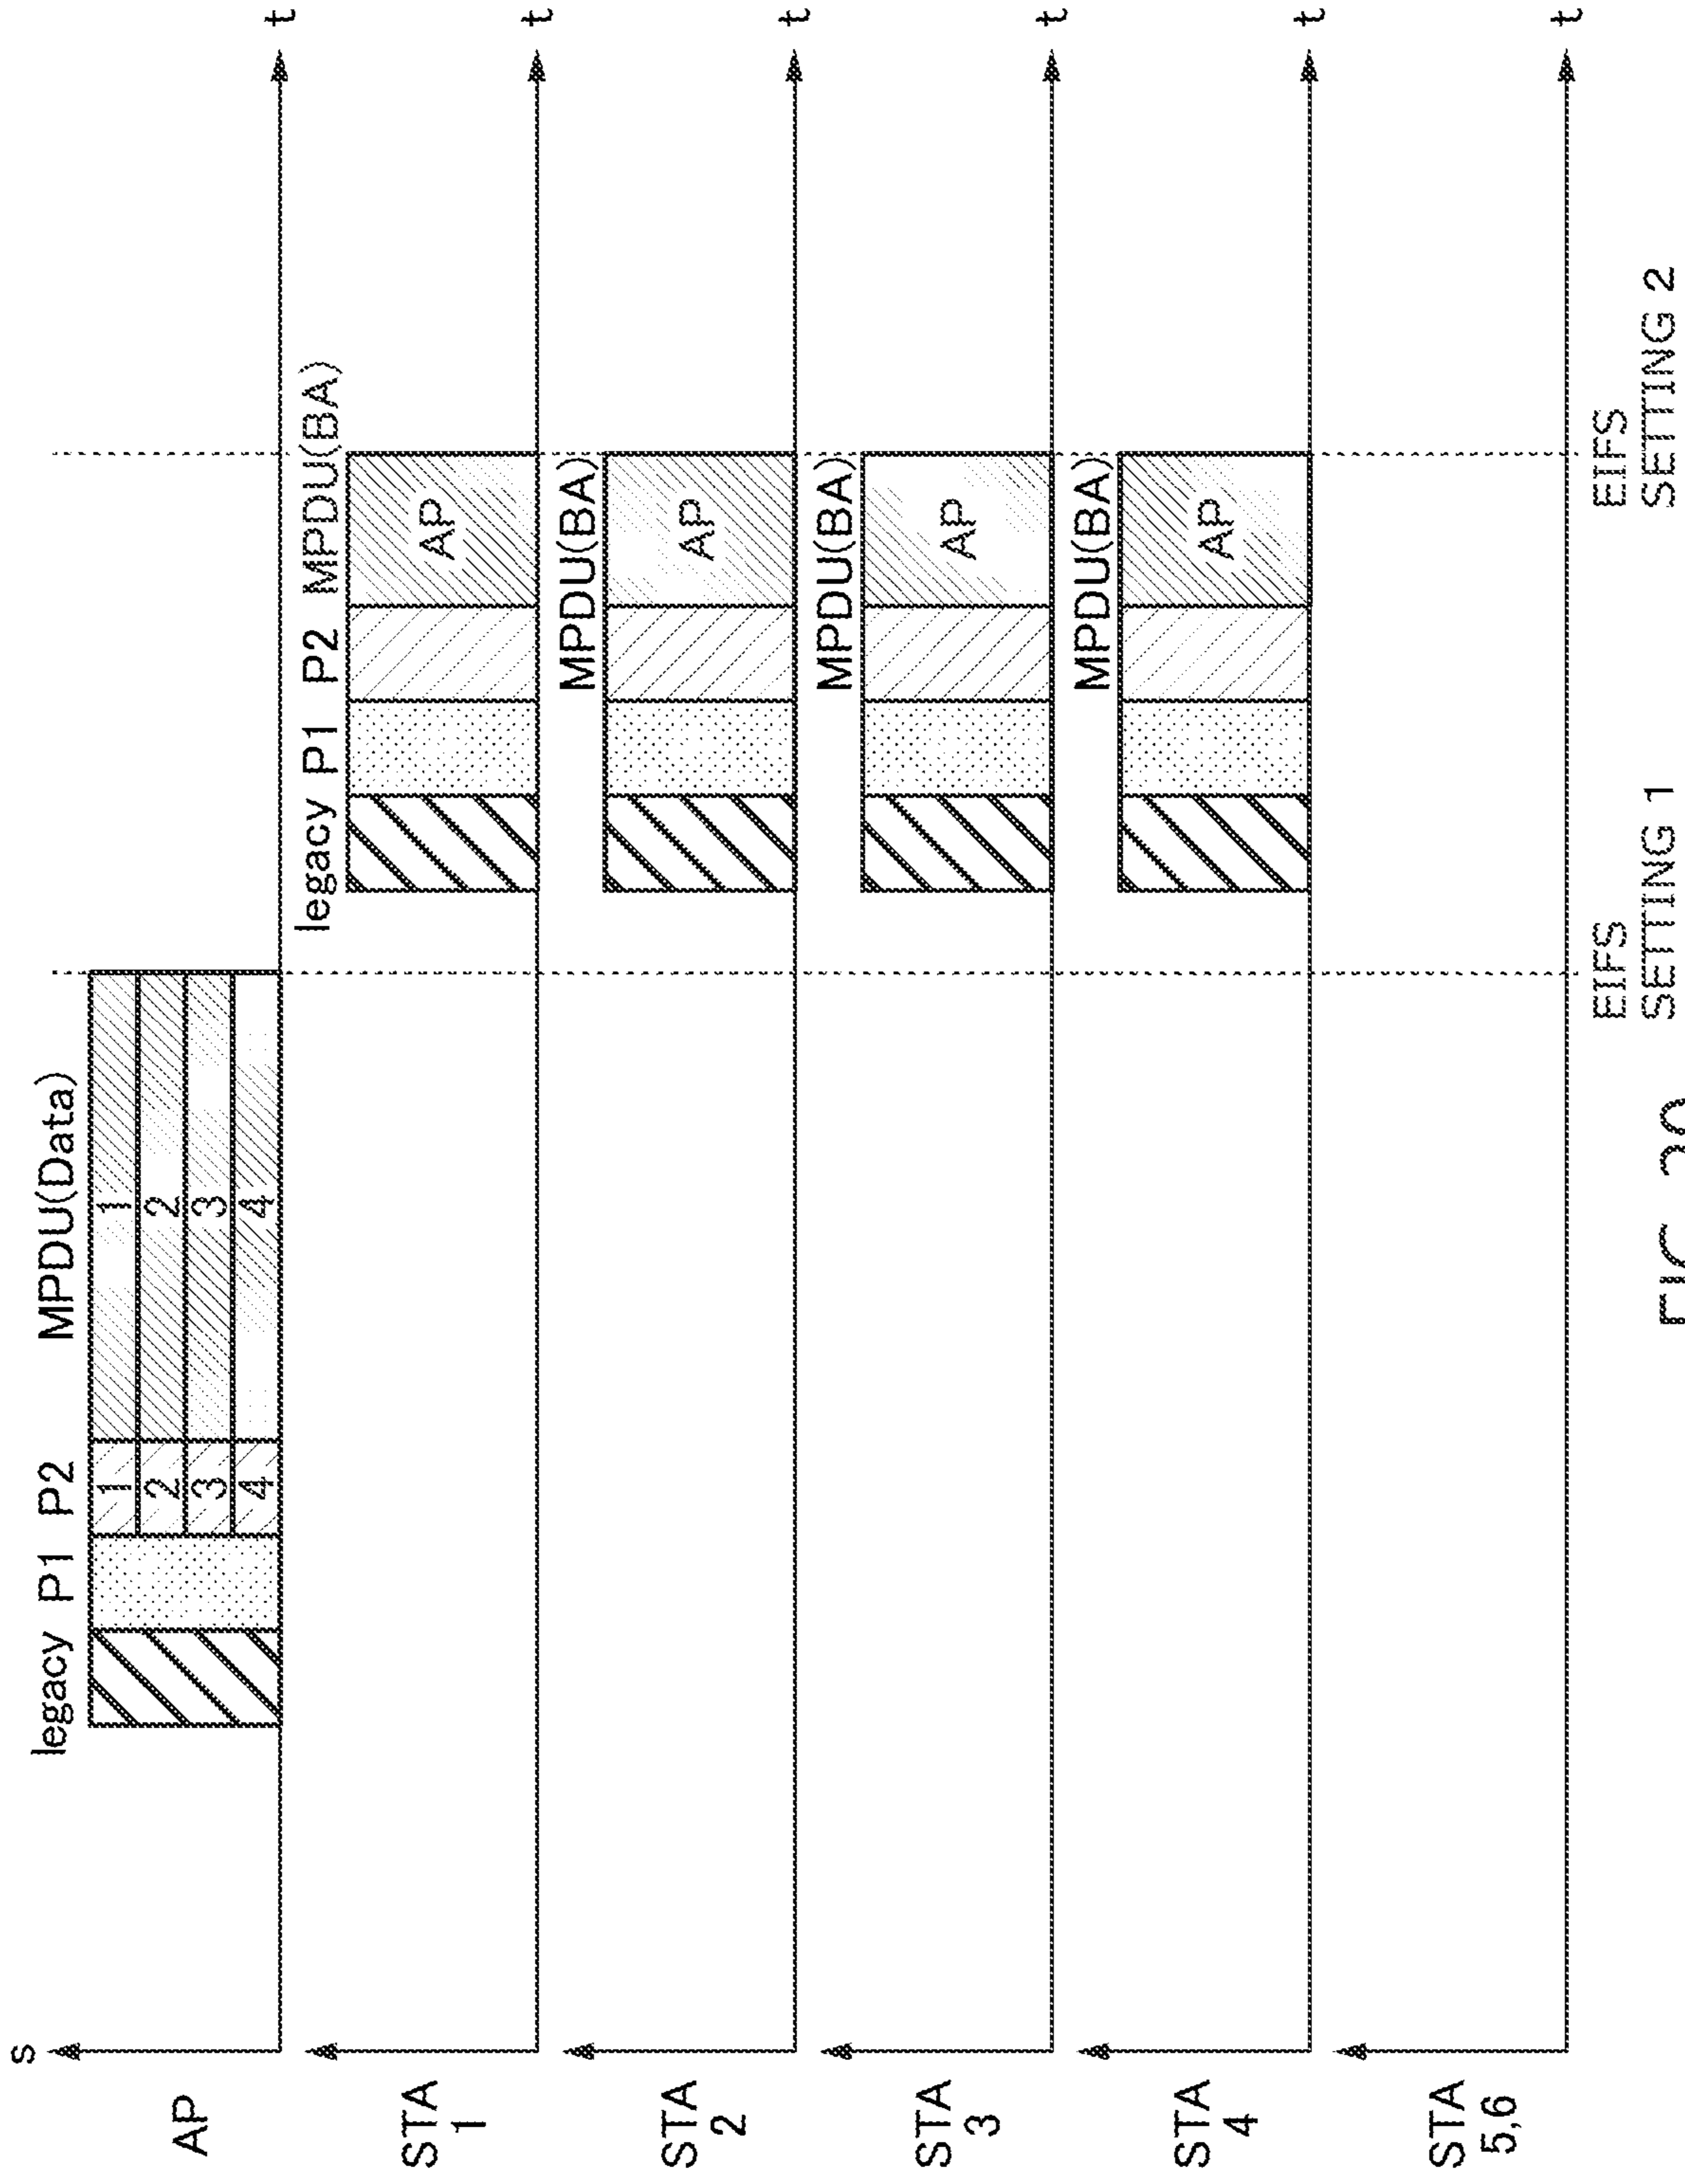 s
AP
legacy P1 P2 MPDU(Data)
1 1
2 2
3 3
4 4
t
STA
1
legacy P1 P2 MPDU(BA)
AP
t
STA
2
MPDU(BA)
AP
t
STA
3
MPDU(BA)
AP
t
STA
4
MPDU(BA)
AP
t
STA
5,6
t
EIFS
SETTING 1
EIFS
SETTING 2